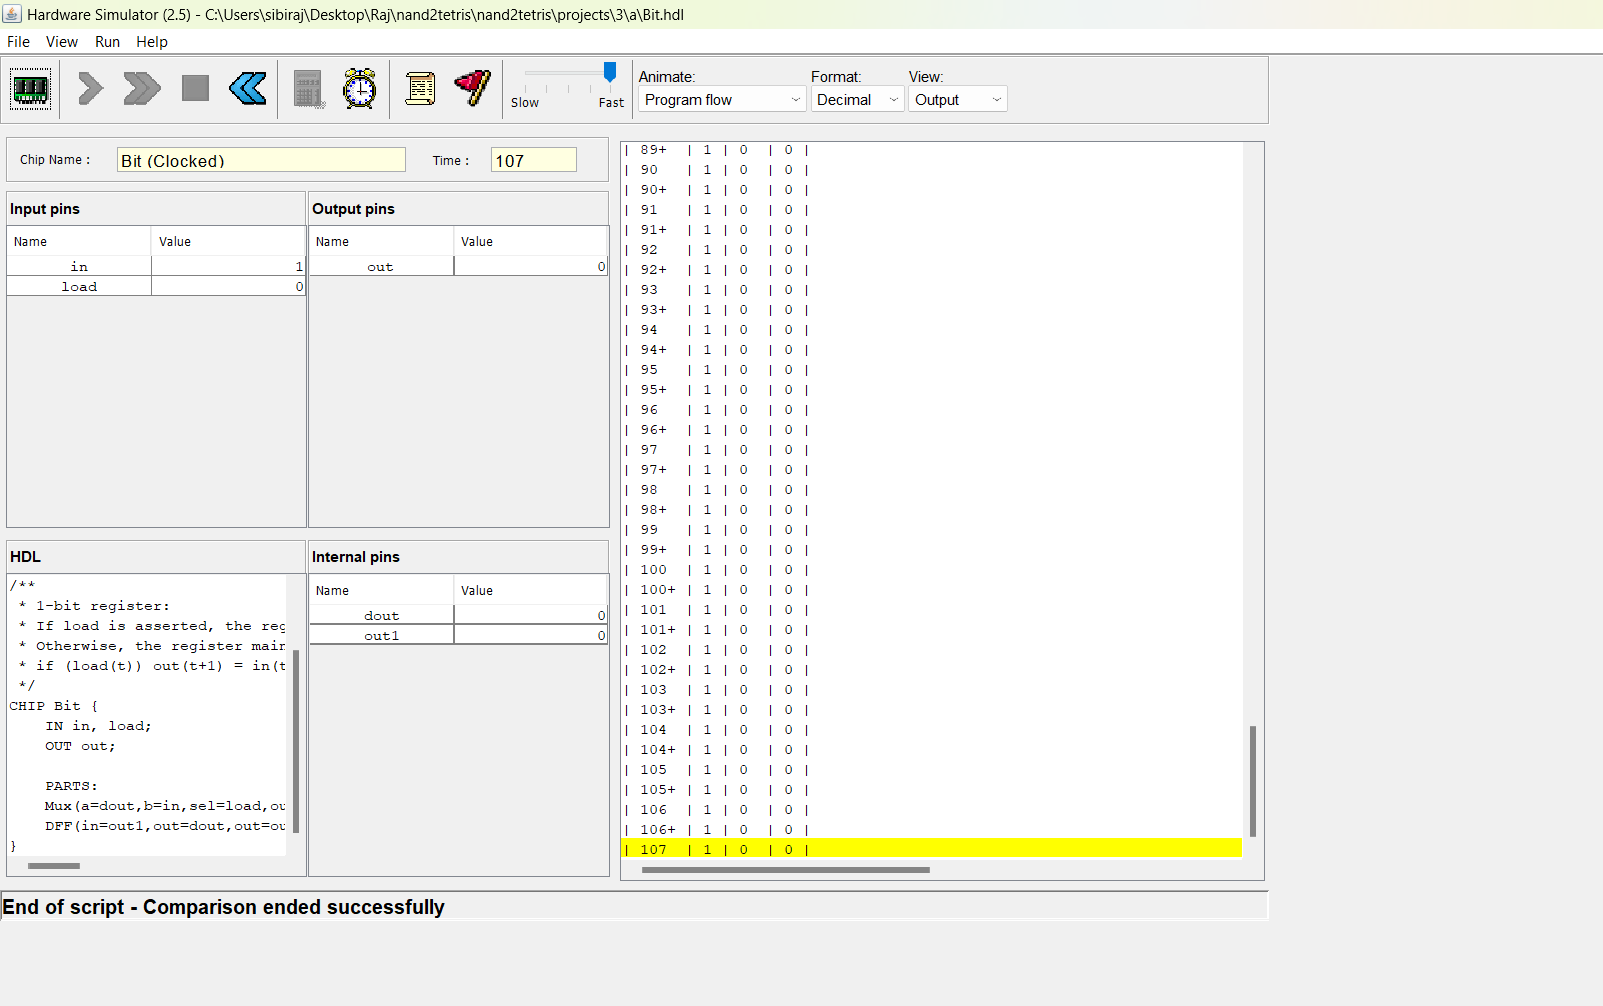 Hardware Simulator (2.5) - C:\Users\sibiraj\Desktop\Raj\nand2tetris\nand2tetris\projects\3\a\Bit.hdl
File View Run Help
Slow Fast
Animate: Format: View:
Program flow Decimal Output
Chip Name : Bit (Clocked) Time : 107
Input pins
Name Value
in 1
load 0
Output pins
Name Value
out 0
HDL
/**
* 1-bit register:
* If load is asserted, the reg
* Otherwise, the register main
* if (load(t)) out(t+1) = in(t
*/
CHIP Bit {
IN in, load;
OUT out;
PARTS:
Mux(a=dout,b=in,sel=load,ou
DFF(in=out1,out=dout,out=ou
}
Internal pins
Name Value
dout 0
out1 0
| 89+ | 1 | 0 | 0 |
| 90 | 1 | 0 | 0 |
| 90+ | 1 | 0 | 0 |
| 91 | 1 | 0 | 0 |
| 91+ | 1 | 0 | 0 |
| 92 | 1 | 0 | 0 |
| 92+ | 1 | 0 | 0 |
| 93 | 1 | 0 | 0 |
| 93+ | 1 | 0 | 0 |
| 94 | 1 | 0 | 0 |
| 94+ | 1 | 0 | 0 |
| 95 | 1 | 0 | 0 |
| 95+ | 1 | 0 | 0 |
| 96 | 1 | 0 | 0 |
| 96+ | 1 | 0 | 0 |
| 97 | 1 | 0 | 0 |
| 97+ | 1 | 0 | 0 |
| 98 | 1 | 0 | 0 |
| 98+ | 1 | 0 | 0 |
| 99 | 1 | 0 | 0 |
| 99+ | 1 | 0 | 0 |
| 100 | 1 | 0 | 0 |
| 100+ | 1 | 0 | 0 |
| 101 | 1 | 0 | 0 |
| 101+ | 1 | 0 | 0 |
| 102 | 1 | 0 | 0 |
| 102+ | 1 | 0 | 0 |
| 103 | 1 | 0 | 0 |
| 103+ | 1 | 0 | 0 |
| 104 | 1 | 0 | 0 |
| 104+ | 1 | 0 | 0 |
| 105 | 1 | 0 | 0 |
| 105+ | 1 | 0 | 0 |
| 106 | 1 | 0 | 0 |
| 106+ | 1 | 0 | 0 |
| 107 | 1 | 0 | 0 |
End of script - Comparison ended successfully